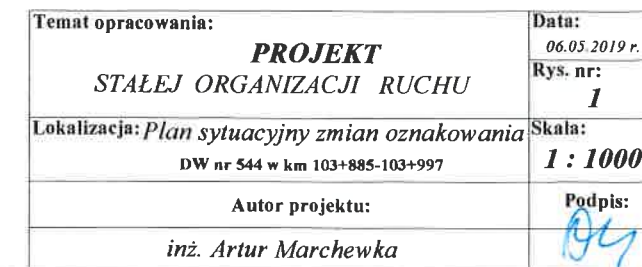 Temat opracowania:
PROJEKT
STAŁEJ ORGANIZACJI RUCHU
Data:
06.05.2019 r.
Rys. nr:
1
Lokalizacja: Plan sytuacyjny zmian oznakowania
DW nr 544 w km 103+885-103+997
Skala:
1 : 1000
Autor projektu:
Podpis:
inż. Artur Marchewka